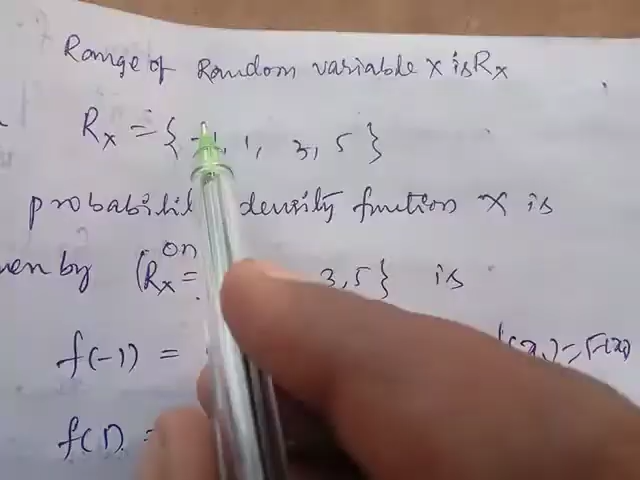 Range of Random variable x is Rx
Rx = { -1, 1, 3, 5 }
probabili density function X is
en by (Rx = on 3, 5 } is
f(-1) =
f(1) =